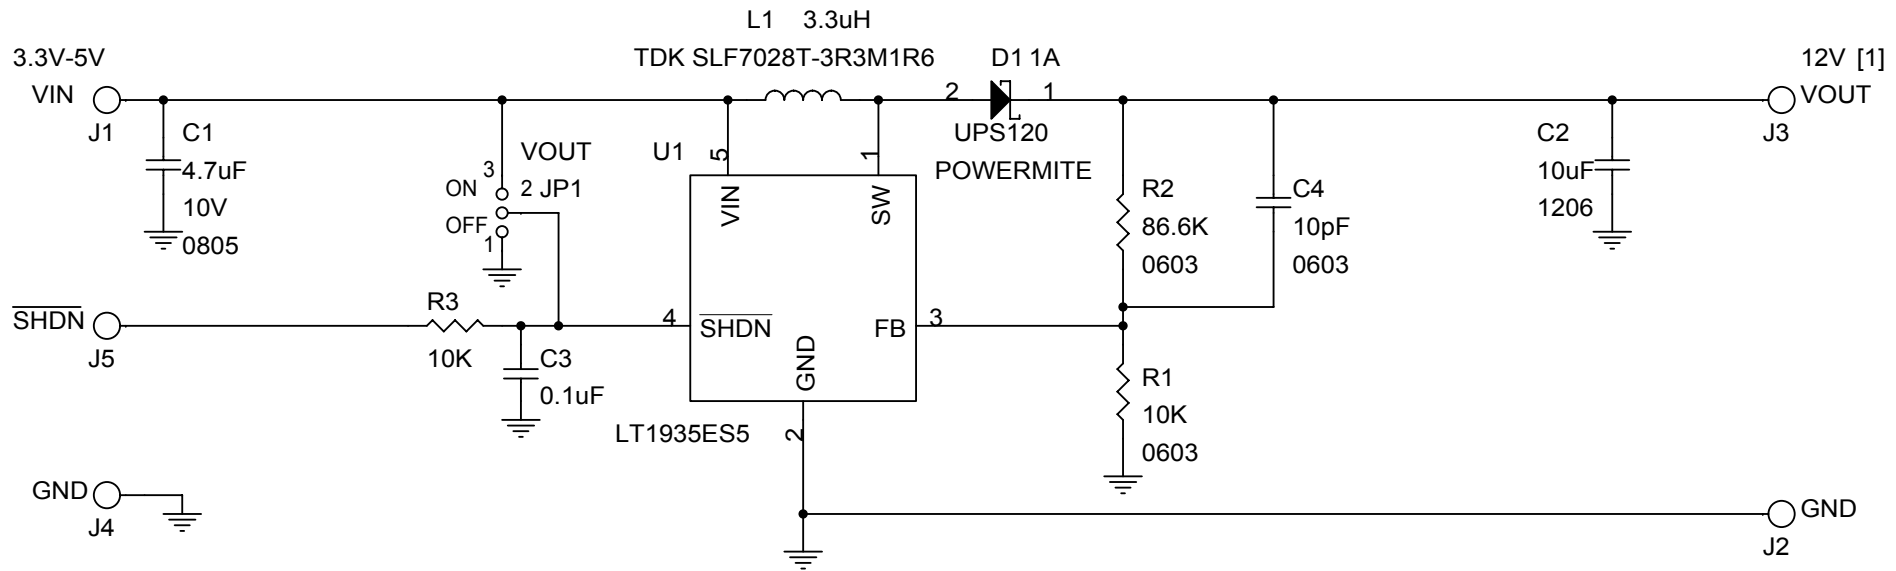 L1 3.3uH
3.3V-5V
TDK SLF7028T-3R3M1R6
D1 1A
12V [1]
VIN
2
1
VOUT
J1
C1
4.7uF
10V
0805
VOUT
3
ON
2 JP1
OFF
1
U1
5
1
VIN
SW
UPS120
POWERMITE
R2
86.6K
0603
C4
10pF
0603
C2
10uF
1206
J3
SHDN
J5
R3
10K
C3
0.1uF
4
SHDN
FB
3
GND
R1
10K
0603
LT1935ES5
2
GND
J4
GND
J2